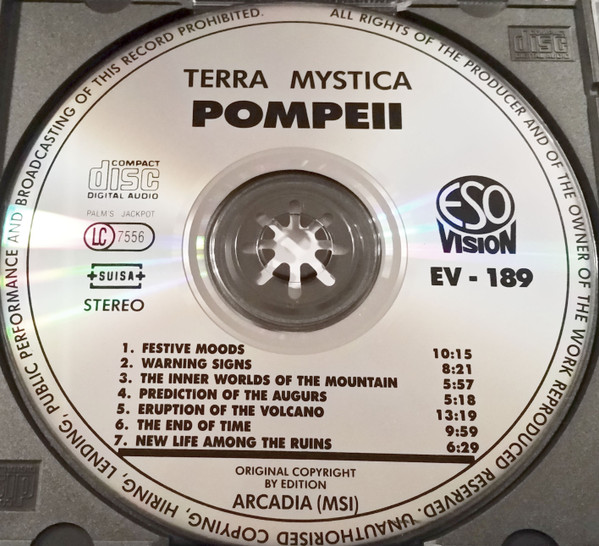 ALL RIGHTS OF THE PRODUCER AND OF THE OWNER OF THE WORK REPRODUCED RESERVED. UNAUTHORISED COPYING, HIRING, LENDING, PUBLIC PERFORMANCE AND BROADCASTING OF THIS RECORD PROHIBITED.
TERRA MYSTICA
POMPEII
COMPACT
disc
DIGITAL AUDIO
PALM'S JACKPOT
LC 7556
+SUISA+
STEREO
ESO
VISION
EV - 189
1. FESTIVE MOODS 10:15
2. WARNING SIGNS 8:21
3. THE INNER WORLDS OF THE MOUNTAIN 5:57
4. PREDICTION OF THE AUGURS 5:18
5. ERUPTION OF THE VOLCANO 13:19
6. THE END OF TIME 9:59
7. NEW LIFE AMONG THE RUINS 6:29
ORIGINAL COPYRIGHT
BY EDITION
ARCADIA (MSI)
disc